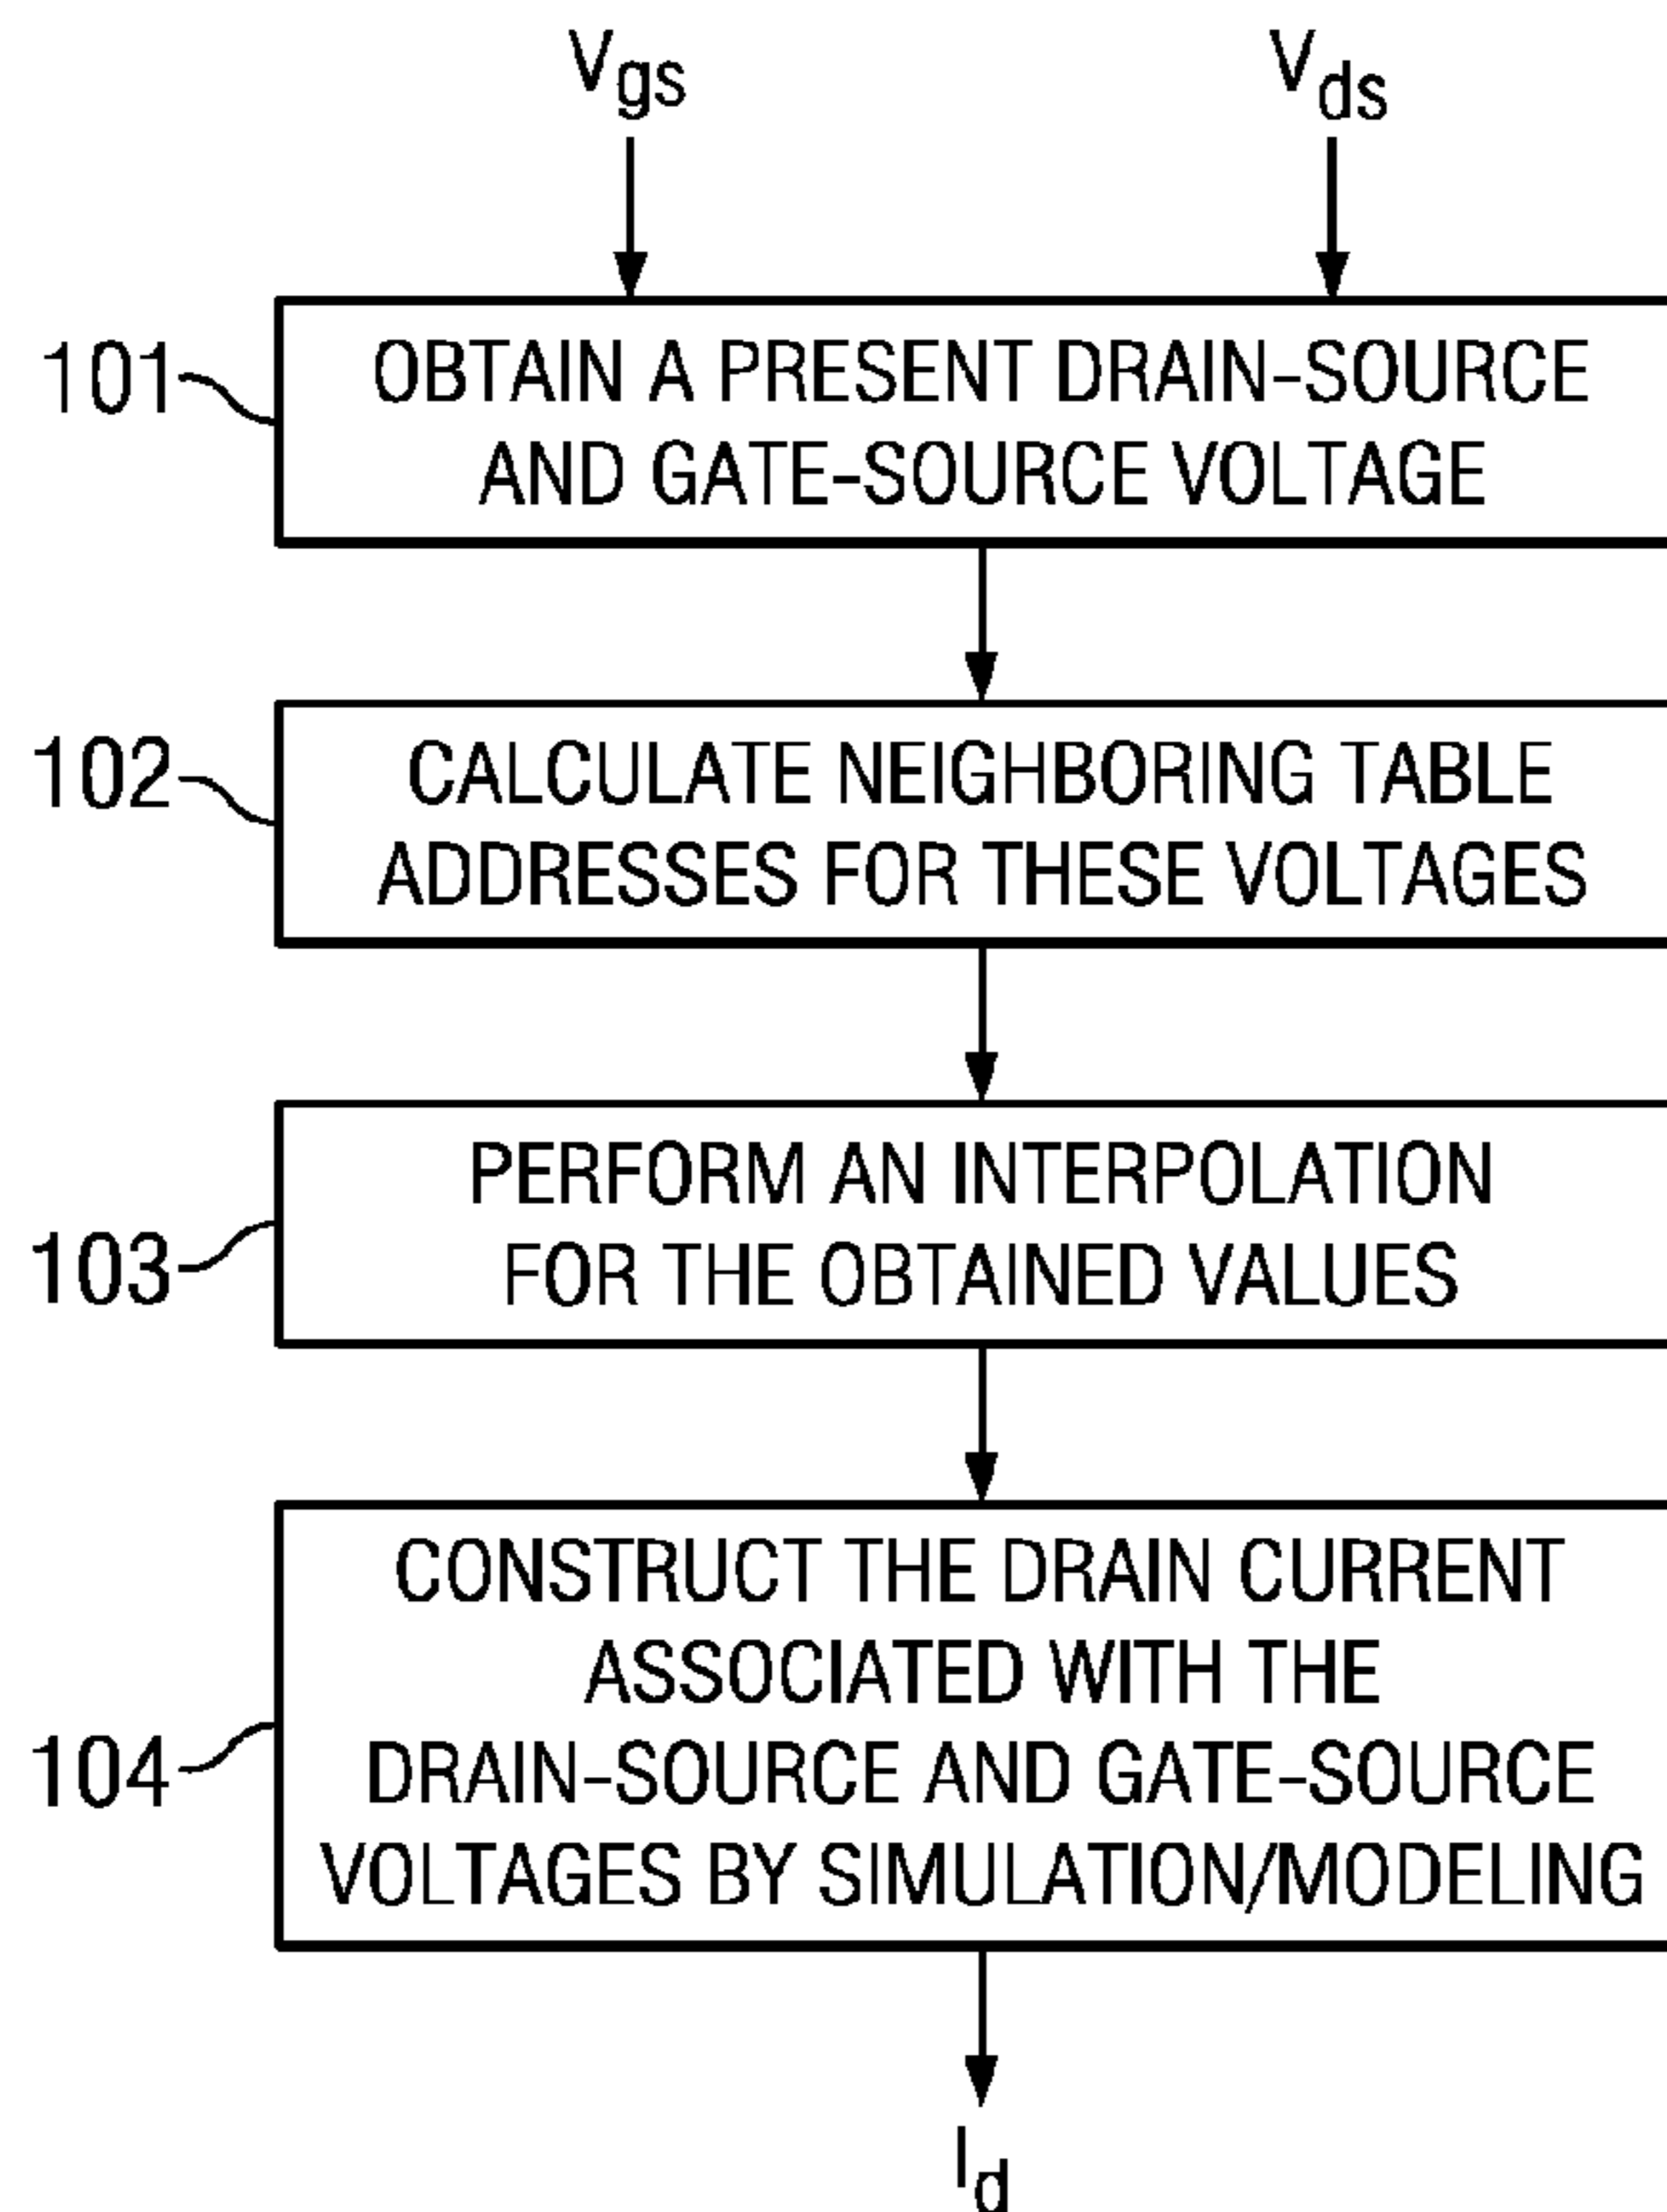 Vgs
Vds
101
OBTAIN A PRESENT DRAIN-SOURCE
AND GATE-SOURCE VOLTAGE
102
CALCULATE NEIGHBORING TABLE
ADDRESSES FOR THESE VOLTAGES
103
PERFORM AN INTERPOLATION
FOR THE OBTAINED VALUES
104
CONSTRUCT THE DRAIN CURRENT
ASSOCIATED WITH THE
DRAIN-SOURCE AND GATE-SOURCE
VOLTAGES BY SIMULATION/MODELING
Id